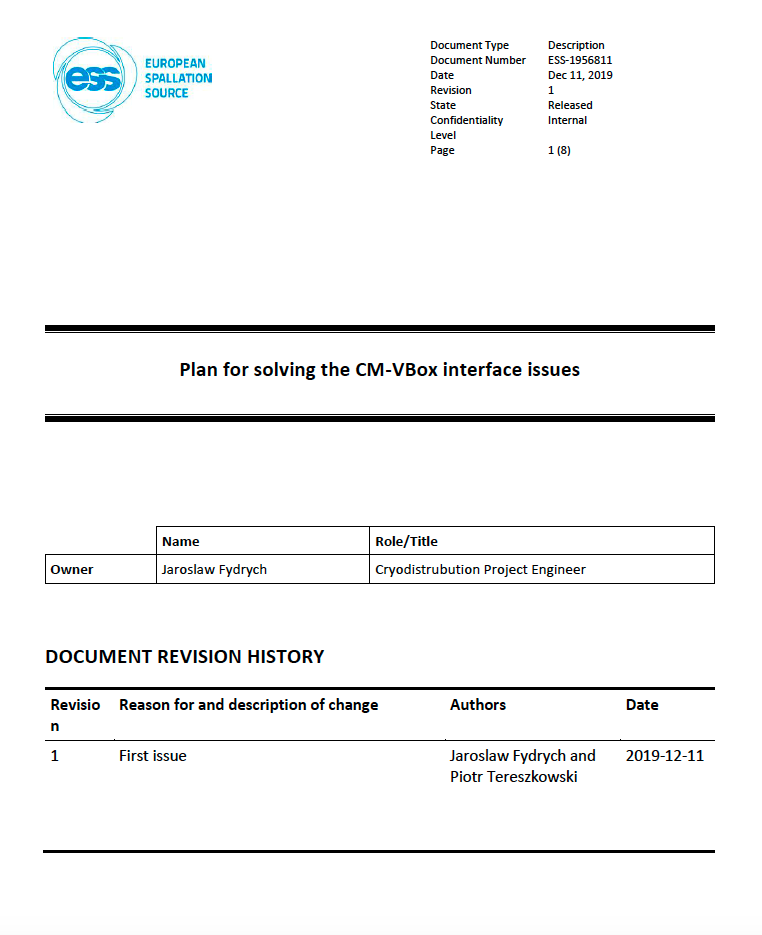 ess
EUROPEAN
SPALLATION
SOURCE
Document Type Description
Document Number ESS-1956811
Date Dec 11, 2019
Revision 1
State Released
Confidentiality Internal
Level
Page 1 (8)
Plan for solving the CM-VBox interface issues
Name Role/Title
Owner Jaroslaw Fydrych Cryodistrubution Project Engineer
DOCUMENT REVISION HISTORY
Revisio Reason for and description of change Authors Date
n
1 First issue Jaroslaw Fydrych and 2019-12-11
Piotr Tereszkowski